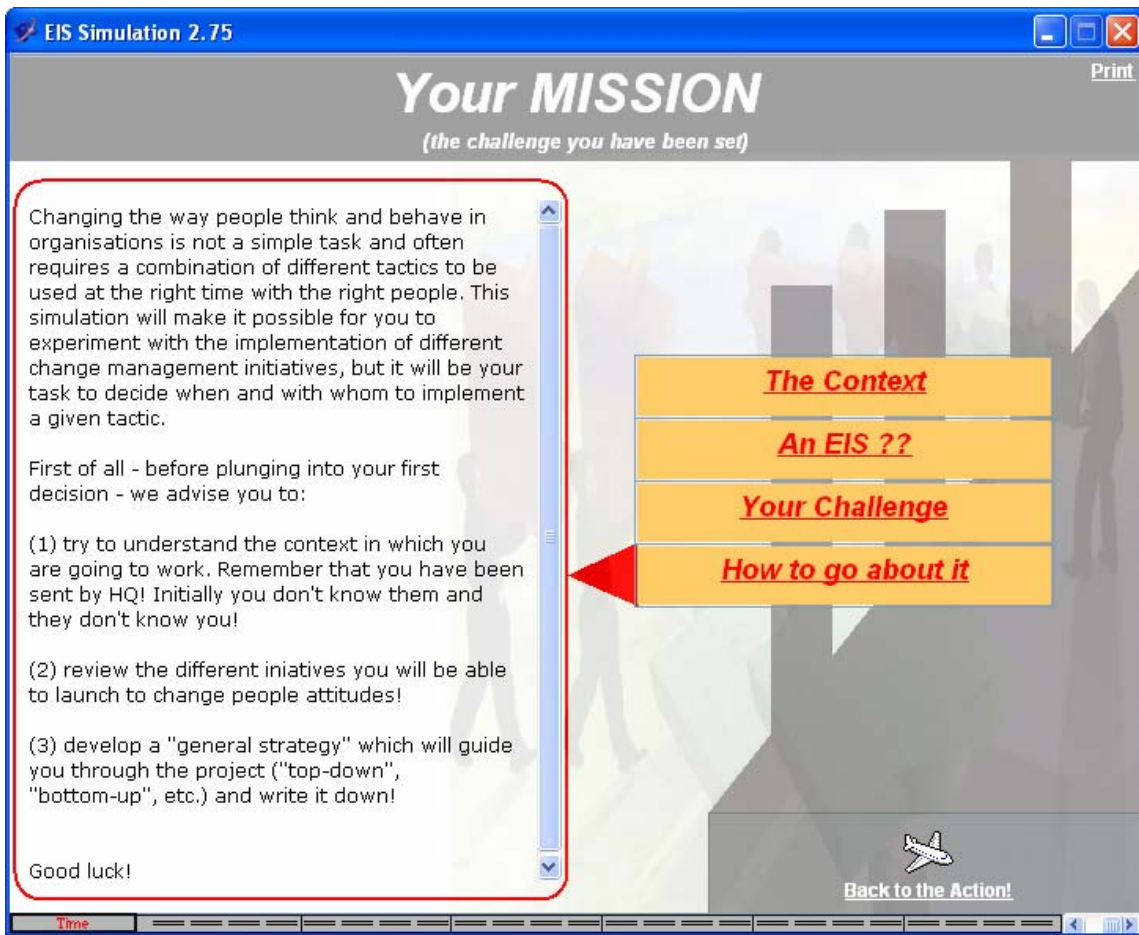 EIS Simulation 2.75
Print
Your MISSION
(the challenge you have been set)
Changing the way people think and behave in
organisations is not a simple task and often
requires a combination of different tactics to be
used at the right time with the right people. This
simulation will make it possible for you to
experiment with the implementation of different
change management initiatives, but it will be your
task to decide when and with whom to implement
a given tactic.
First of all - before plunging into your first
decision - we advise you to:
(1) try to understand the context in which you
are going to work. Remember that you have been
sent by HQ! Initially you don't know them and
they don't know you!
(2) review the different iniatives you will be able
to launch to change people attitudes!
(3) develop a "general strategy" which will guide
you through the project ("top-down",
"bottom-up", etc.) and write it down!
Good luck!
The Context
An EIS ??
Your Challenge
How to go about it
Back to the Action!
Time